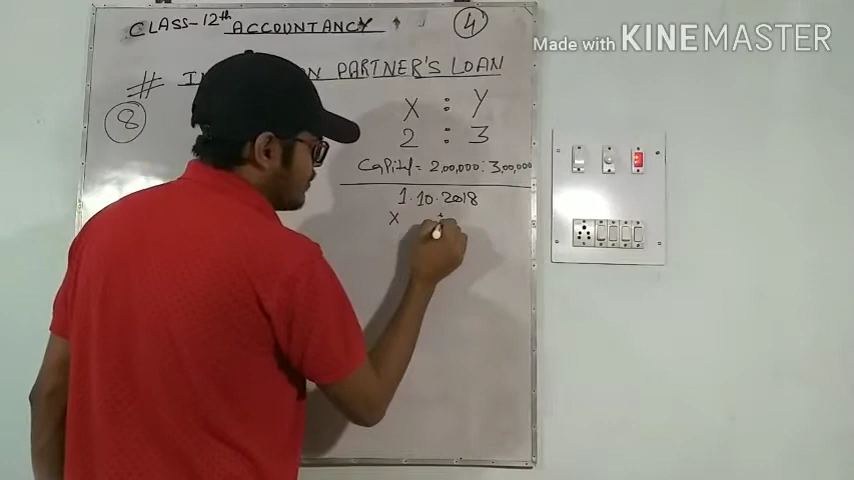 CLASS-12th ACCOUNTANCY
4
Made with KINEMASTER
# PARTNER'S LOAN
8
X : Y
2 : 3
Capital = 2,00,000 : 3,00,000
1.10.2018
X